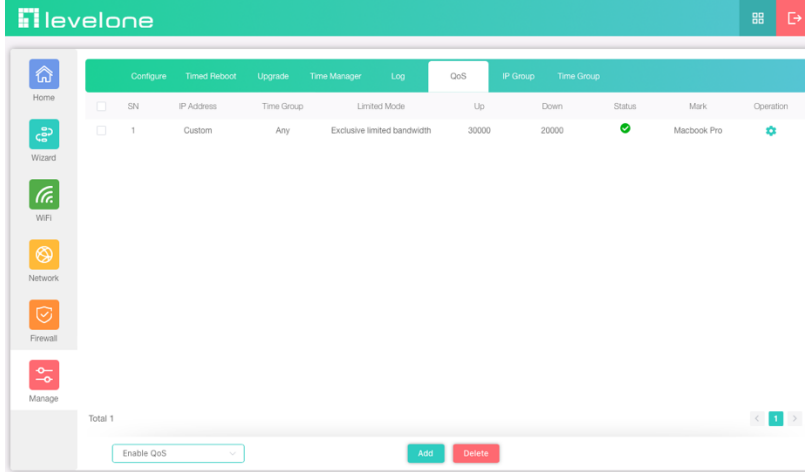 levelone
Configure Timed Reboot Upgrade Time Manager Log QoS IP Group Time Group
Home
SN IP Address Time Group Limited Mode Up Down Status Mark Operation
1 Custom Any Exclusive limited bandwidth 30000 20000 Macbook Pro
Wizard
WiFi
Network
Firewall
Manage
Total 1
< 1 >
Enable QoS Add Delete